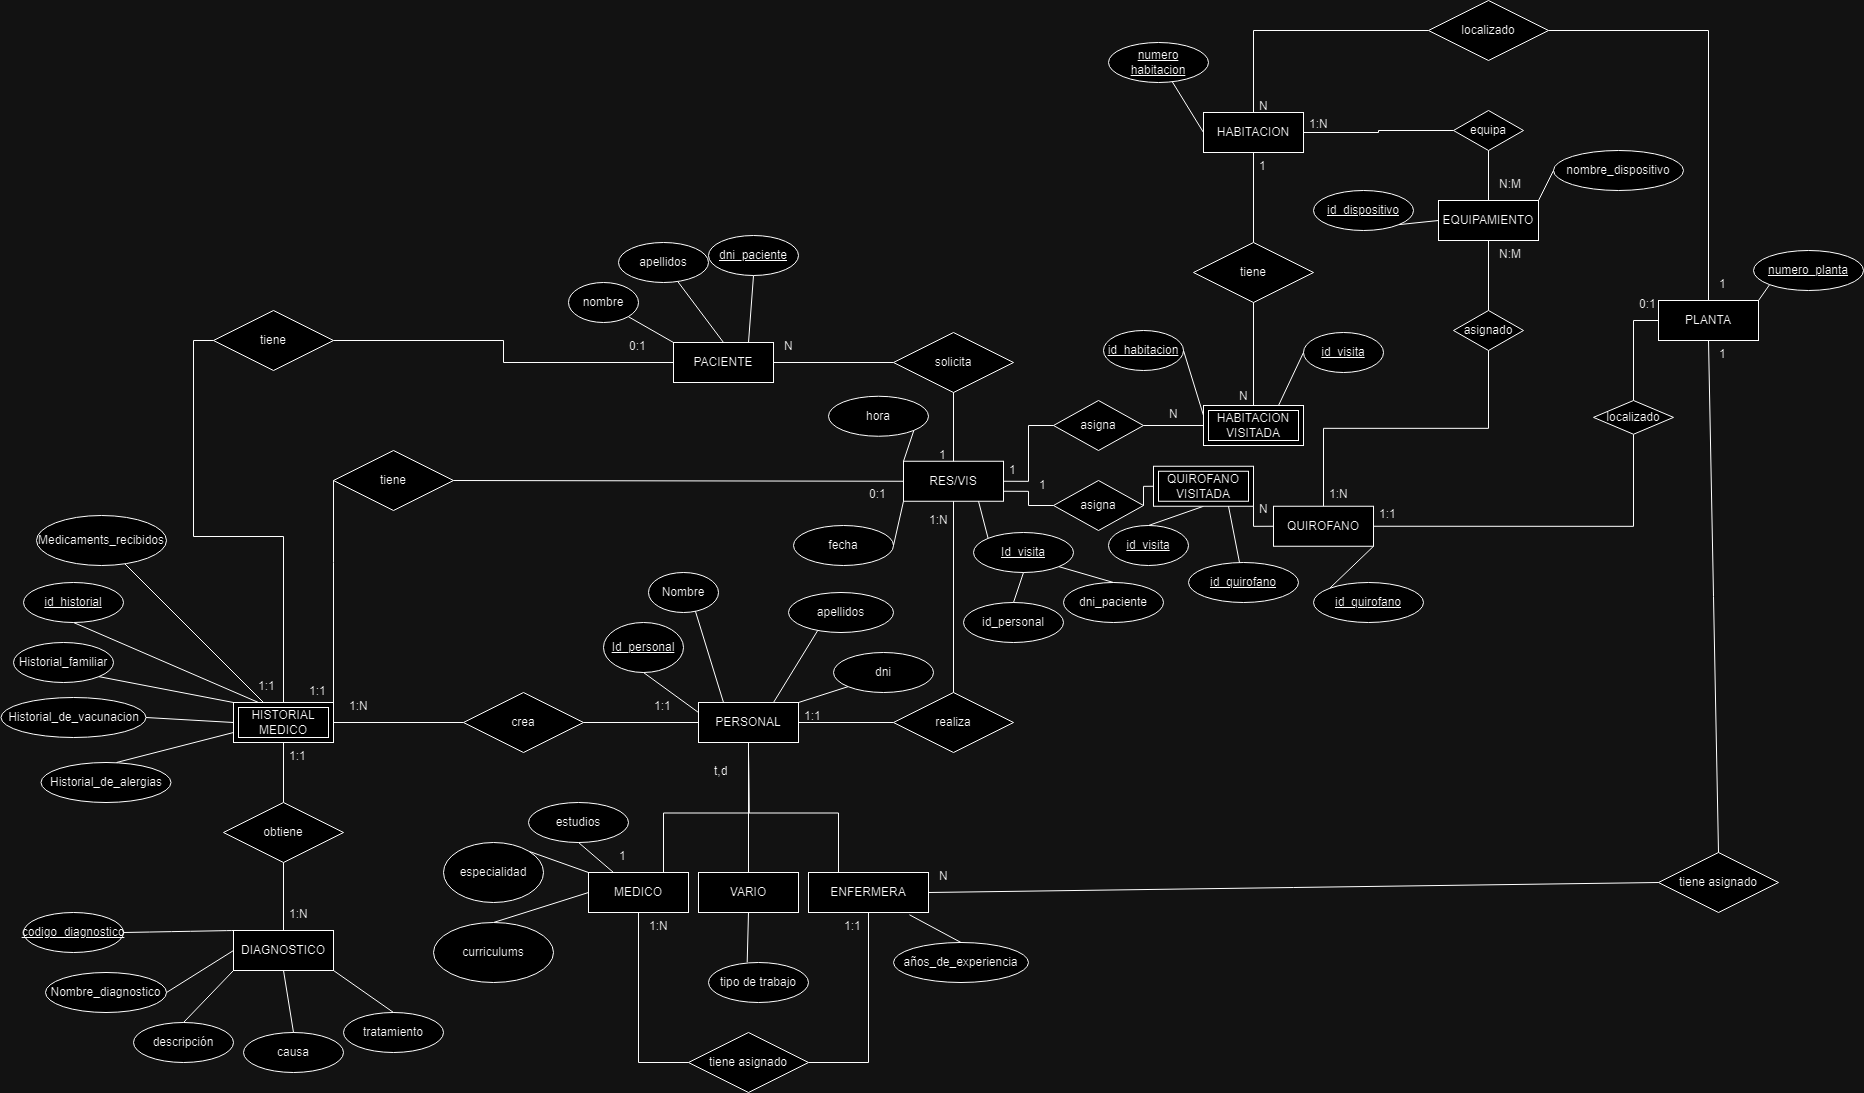 localizado
numero
habitacion
N
HABITACION
1:N
equipa
1
nombre_dispositivo
N:M
id_dispositivo
EQUIPAMIENTO
N:M
apellidos
dni_paciente
tiene
numero_planta
nombre
1
0:1
PLANTA
tiene
0:1
N
asignado
id_habitacion
id_visita
1
PACIENTE
solicita
N
hora
asigna
N
HABITACION
VISITADA
localizado
1
1
tiene
RES/VIS
1
QUIROFANO
VISITADA
0:1
asigna
1:N
N
1:N
1:1
QUIROFANO
Medicaments_recibidos
fecha
id_visita
Id_visita
id_quirofano
Nombre
id_historial
apellidos
id_personal
dni_paciente
id_quirofano
Id_personal
Historial_familiar
dni
1:1
1:1
1:N
1:1
1:1
Historial_de_vacunacion
HISTORIAL
MEDICO
crea
PERSONAL
realiza
1:1
t,d
Historial_de_alergias
obtiene
estudios
1
especialidad
N
tiene asignado
MEDICO
VARIO
ENFERMERA
1:N
1:N
1:1
codigo_diagnostico
DIAGNOSTICO
curriculums
años_de_experiencia
Nombre_diagnostico
tipo de trabajo
descripción
causa
tratamiento
tiene asignado